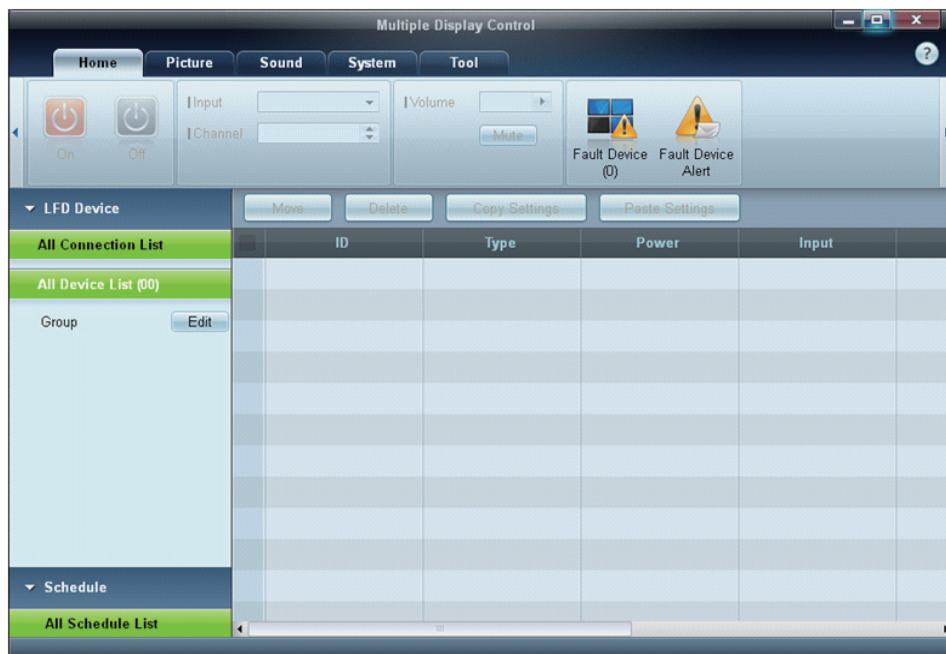 Multiple Display Control
Home Picture Sound System Tool
?
Input
Volume
Channel
Mute
On Off
Fault Device (0)
Fault Device Alert
LFD Device
Move Delete Copy Settings Paste Settings
All Connection List
ID Type Power Input
All Device List (00)
Group Edit
Schedule
All Schedule List